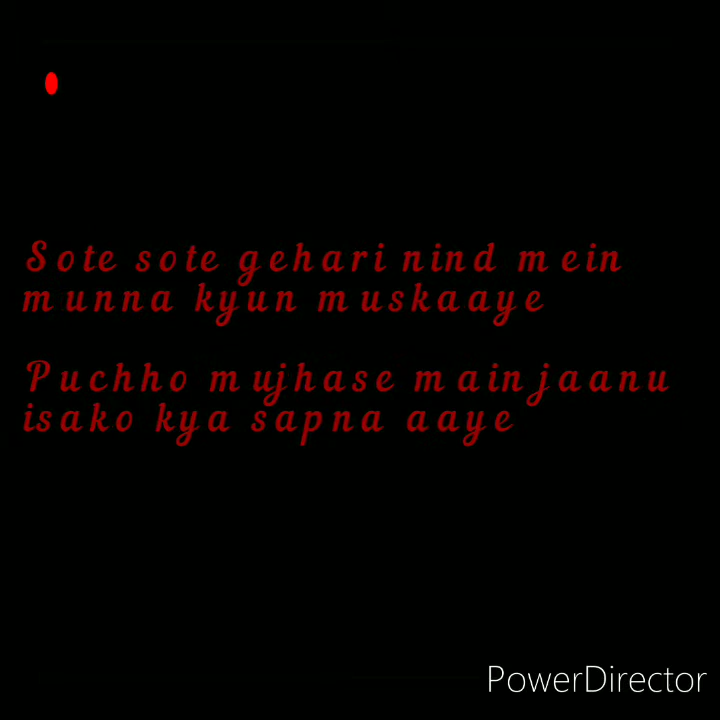 Sote sote gehari nind mein
munna kyun muskaaye
Puchho mujhase main jaanu
isako kya sapna aaye
PowerDirector